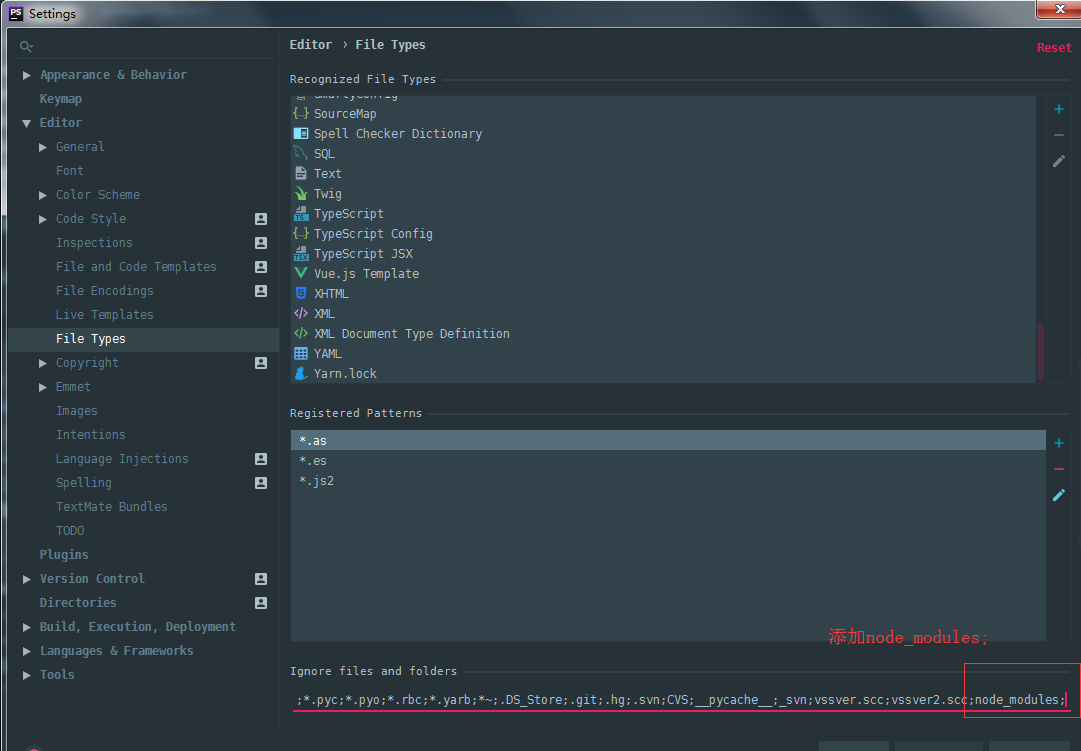 PS Settings
Appearance & Behavior
Keymap
Editor
General
Font
Color Scheme
Code Style
Inspections
File and Code Templates
File Encodings
Live Templates
File Types
Copyright
Emmet
Images
Intentions
Language Injections
Spelling
TextMate Bundles
TODO
Plugins
Version Control
Directories
Build, Execution, Deployment
Languages & Frameworks
Tools
Editor › File Types
Reset
Recognized File Types
SmartyConfig
SourceMap
Spell Checker Dictionary
SQL
Text
Twig
TypeScript
TypeScript Config
TypeScript JSX
Vue.js Template
XHTML
XML
XML Document Type Definition
YAML
Yarn.lock
Registered Patterns
*.as
*.es
*.js2
添加node_modules;
Ignore files and folders
;*.pyc;*.pyo;*.rbc;*.yarb;*~;.DS_Store;.git;.hg;.svn;CVS;__pycache__;_svn;vssver.scc;vssver2.scc;node_modules;